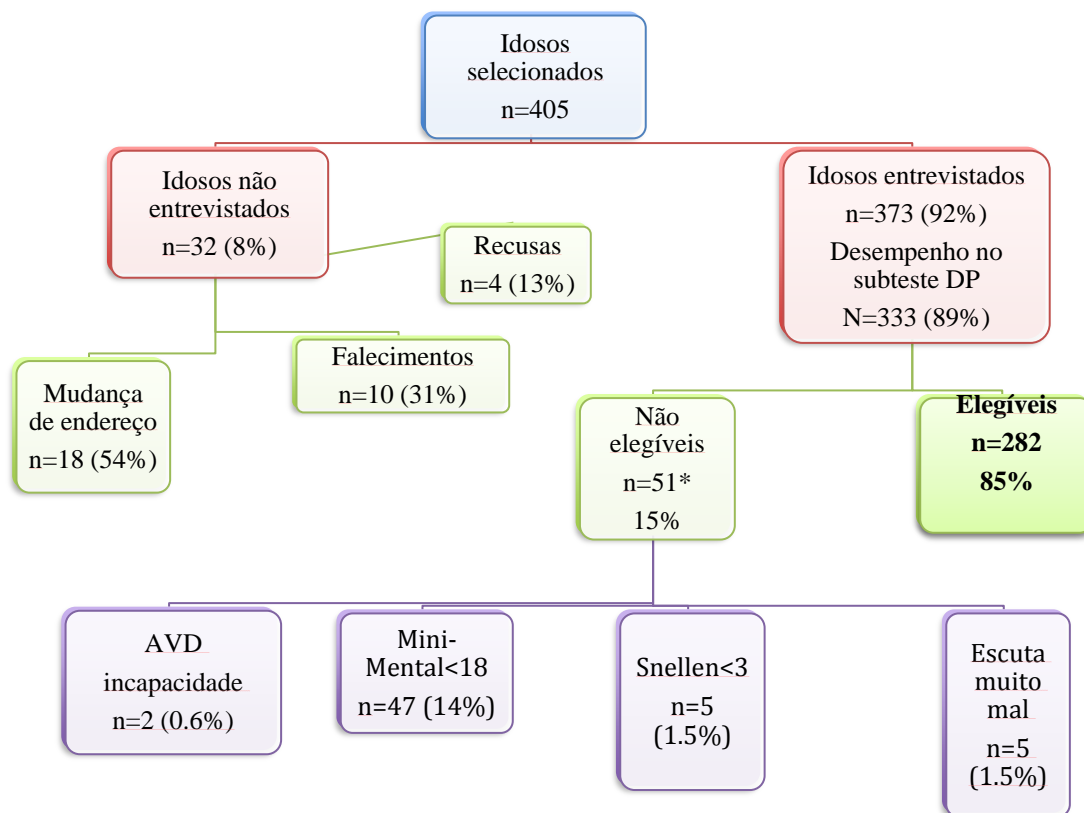 Idosos
selecionados
n=405
Idosos não
entrevistados
n=32 (8%)
Idosos entrevistados
n=373 (92%)
Desempenho no
subteste DP
N=333 (89%)
Recusas
n=4 (13%)
Falecimentos
n=10 (31%)
Mudança
de endereço
n=18 (54%)
Não
elegíveis
n=51*
15%
Elegíveis
n=282
85%
AVD
incapacidade
n=2 (0.6%)
Mini-
Mental<18
n=47 (14%)
Snellen<3
n=5
(1.5%)
Escuta
muito
mal
n=5
(1.5%)